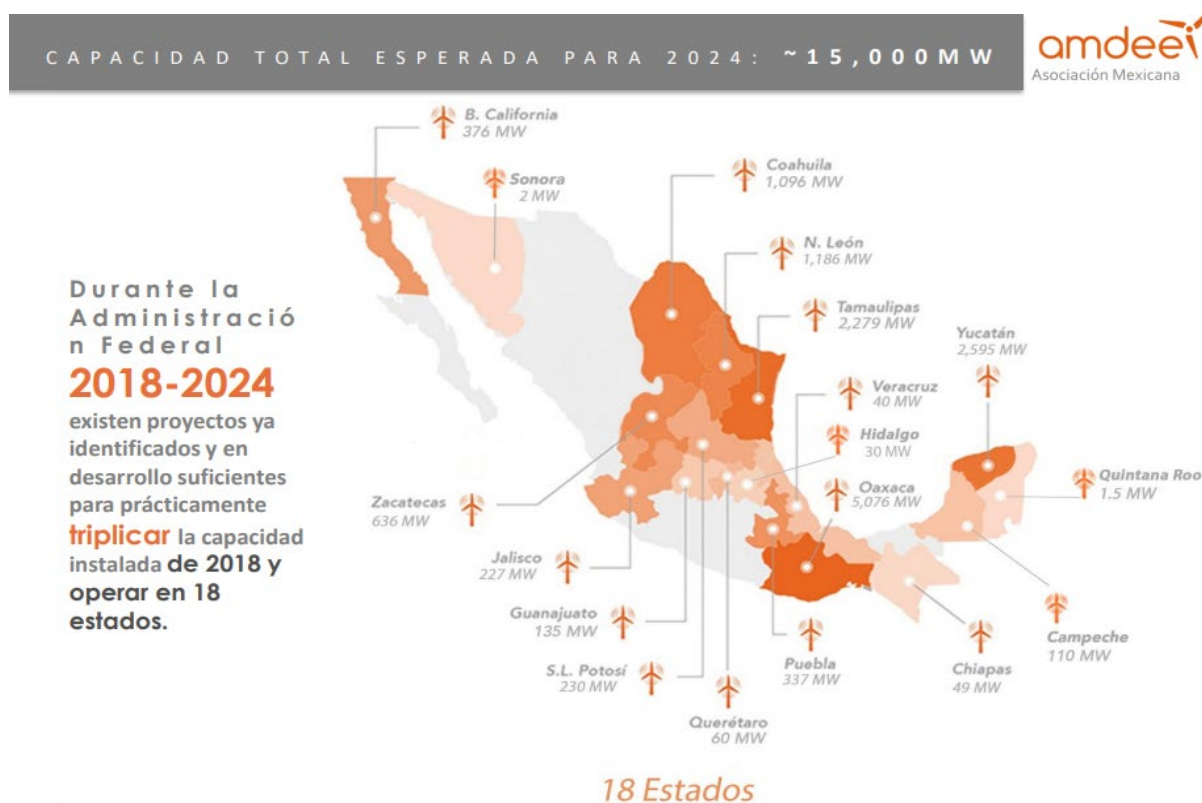 CAPACIDAD TOTAL ESPERADA PARA 2024: ~15,000MW
amdee
Asociación Mexicana
B. California
376 MW
Sonora
2 MW
Coahuila
1,096 MW
N. León
1,186 MW
Tamaulipas
2,279 MW
Yucatán
2,595 MW
Veracruz
40 MW
Hidalgo
30 MW
Oaxaca
5,076 MW
Quintana Roo
1.5 MW
Durante la
Administració
n Federal
2018-2024
existen proyectos ya
identificados y en
desarrollo suficientes
para prácticamente
triplicar la capacidad
instalada de 2018 y
operar en 18
estados.
Zacatecas
636 MW
Jalisco
227 MW
Guanajuato
135 MW
S.L. Potosí
230 MW
Querétaro
60 MW
Puebla
337 MW
Chiapas
49 MW
Campeche
110 MW
18 Estados